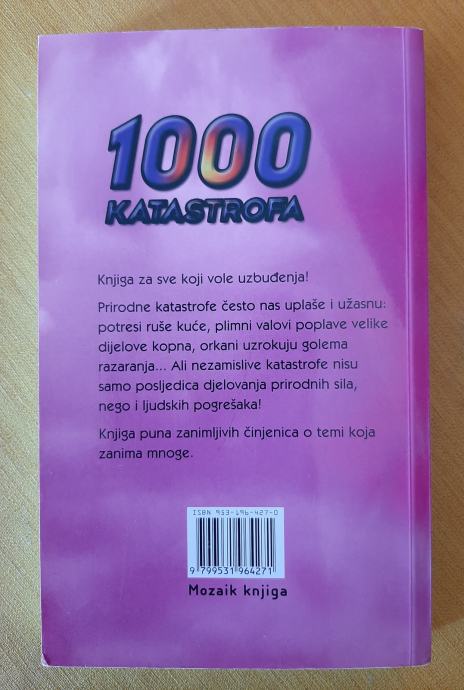 1000
KATASTROFA
Knjiga za sve koji vole uzbuđenja!
Prirodne katastrofe često nas uplaše i užasnu:
potresi ruše kuće, plimni valovi poplave velike
dijelove kopna, orkani uzrokuju golema
razaranja... Ali nezamislive katastrofe nisu
samo posljedica djelovanja prirodnih sila,
nego i ljudskih pogrešaka!
Knjiga puna zanimljivih činjenica o temi koja
zanima mnoge.
ISBN 953-196-427-0
9 799531 964271
Mozaik knjiga